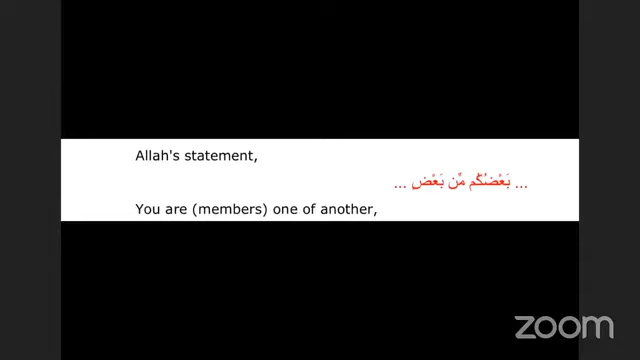 Allah's statement,
... بَعْضُكُم مِّن بَعْضٍ ...
You are (members) one of another,
zoom